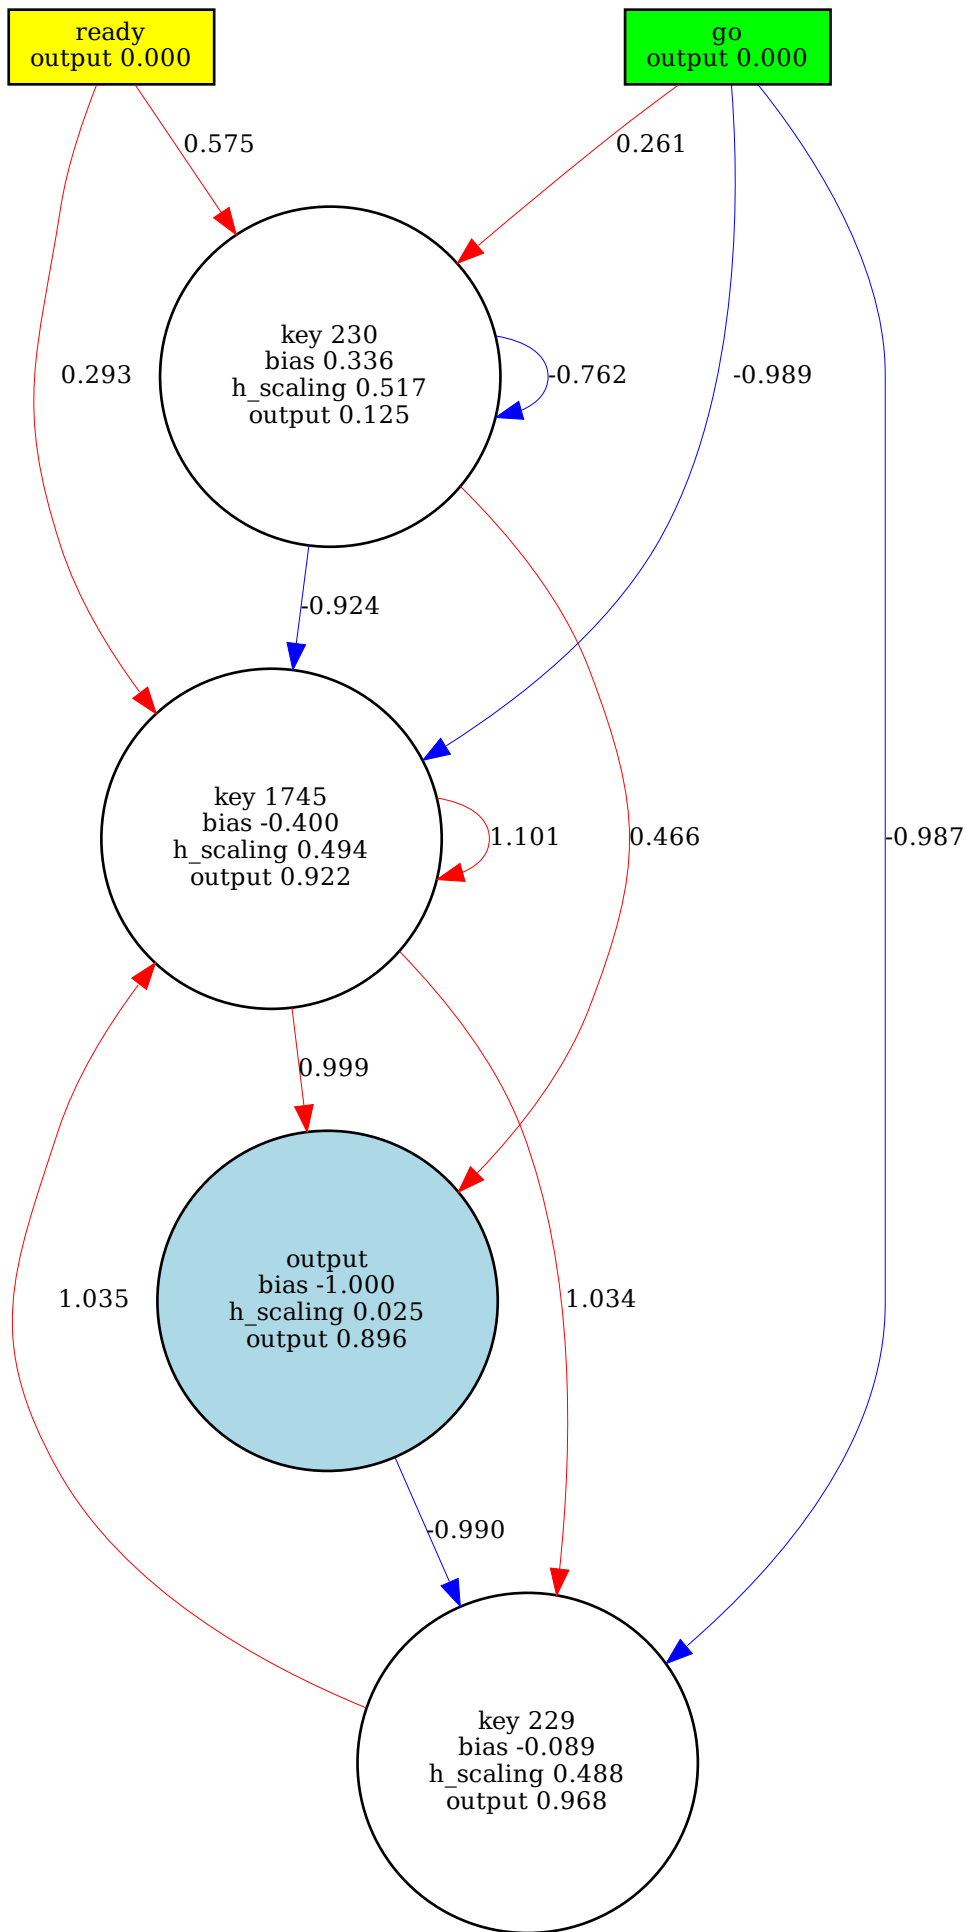 ready
output 0.000
go
output 0.000
0.575
0.261
key 230
bias 0.336
h_scaling 0.517
output 0.125
0.293
-0.762
-0.989
-0.924
key 1745
bias -0.400
h_scaling 0.494
output 0.922
1.101
0.466
-0.987
0.999
output
bias -1.000
h_scaling 0.025
output 0.896
1.035
1.034
-0.990
key 229
bias -0.089
h_scaling 0.488
output 0.968